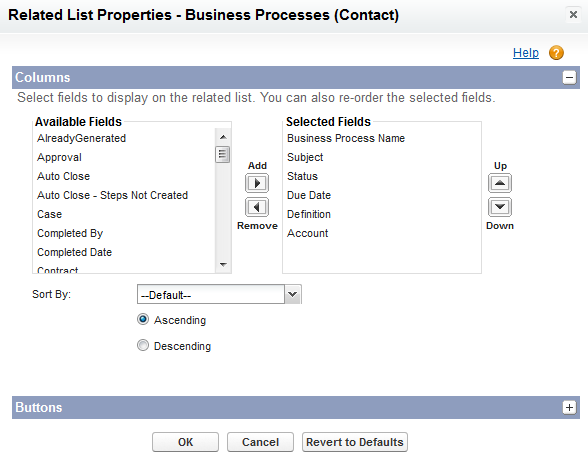 Related List Properties - Business Processes (Contact)
Help
Columns
Select fields to display on the related list. You can also re-order the selected fields.
Available Fields
AlreadyGenerated
Approval
Auto Close
Auto Close - Steps Not Created
Case
Completed By
Completed Date
Contract
Add
Remove
Selected Fields
Business Process Name
Subject
Status
Due Date
Definition
Account
Up
Down
Sort By:
--Default--
Ascending
Descending
Buttons
OK
Cancel
Revert to Defaults